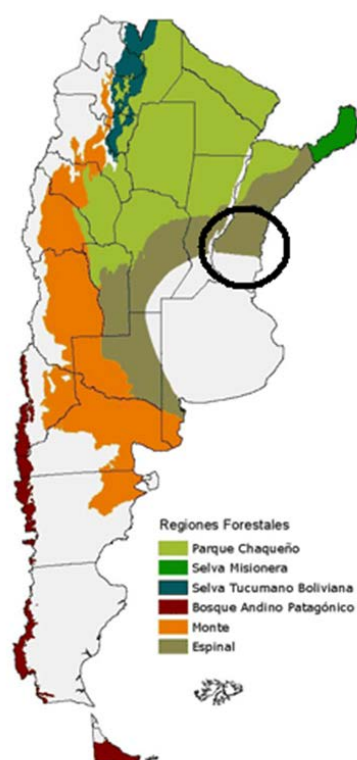 Regiones Forestales
Parque Chaqueño
Selva Misionera
Selva Tucumano Boliviana
Bosque Andino Patagónico
Monte
Espinal